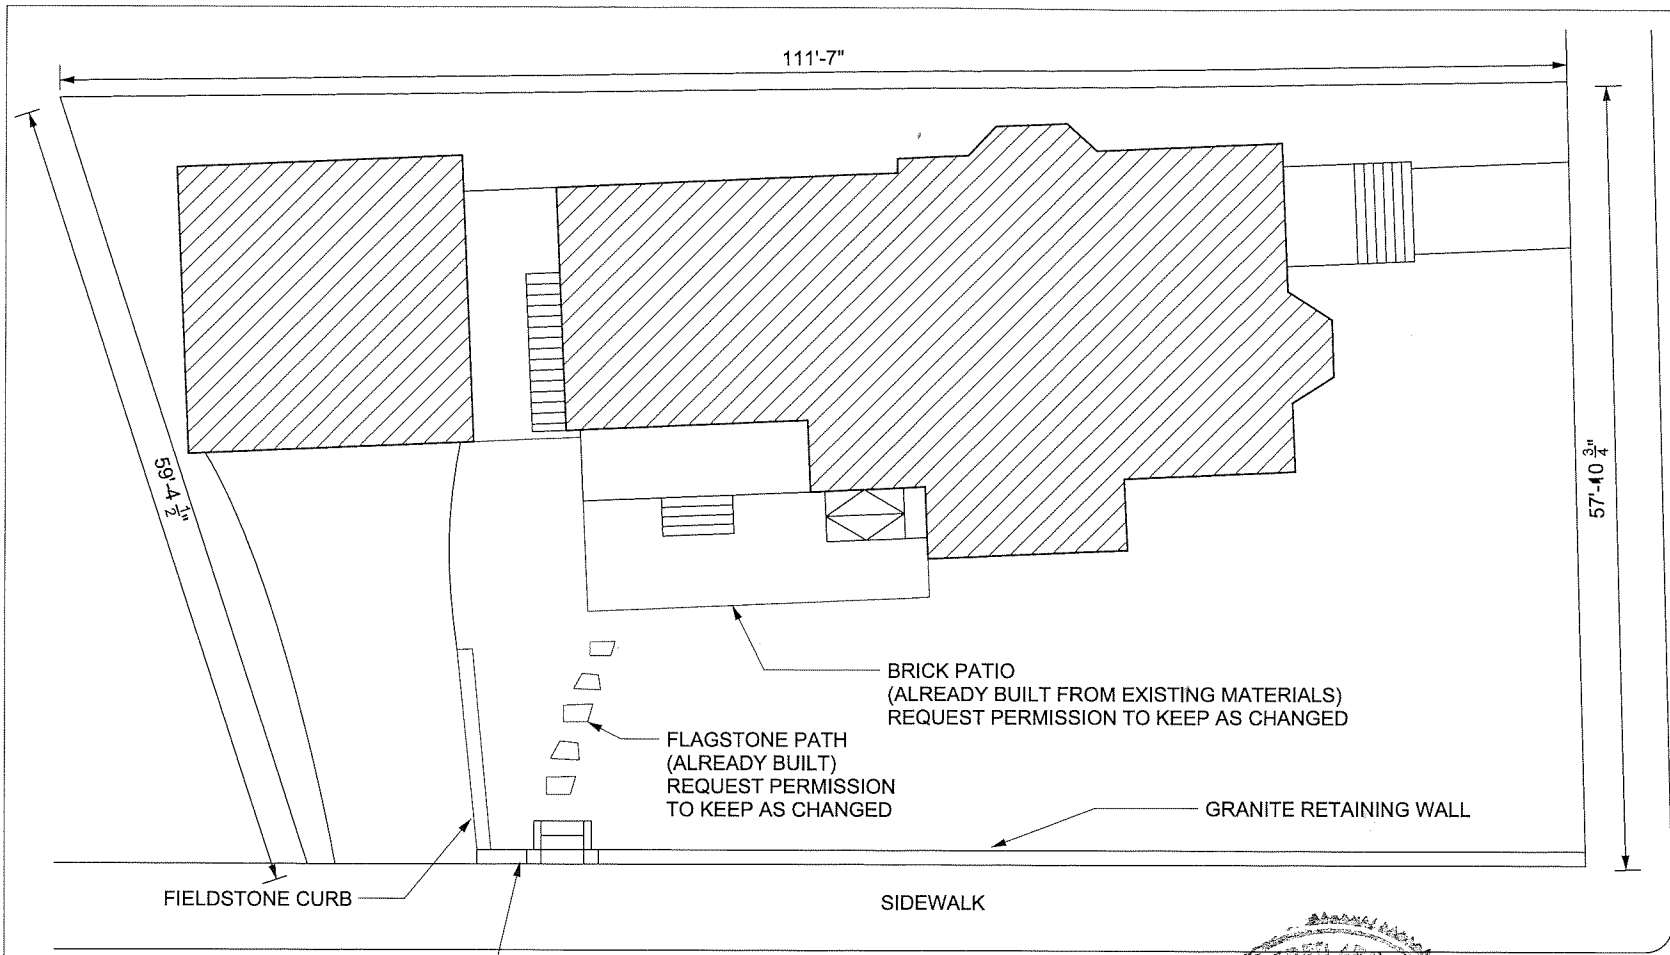 111'-7"
59'-4 1/2"
57'-10 3/4"
BRICK PATIO
(ALREADY BUILT FROM EXISTING MATERIALS)
REQUEST PERMISSION TO KEEP AS CHANGED
FLAGSTONE PATH
(ALREADY BUILT)
REQUEST PERMISSION
TO KEEP AS CHANGED
GRANITE RETAINING WALL
FIELDSTONE CURB
SIDEWALK